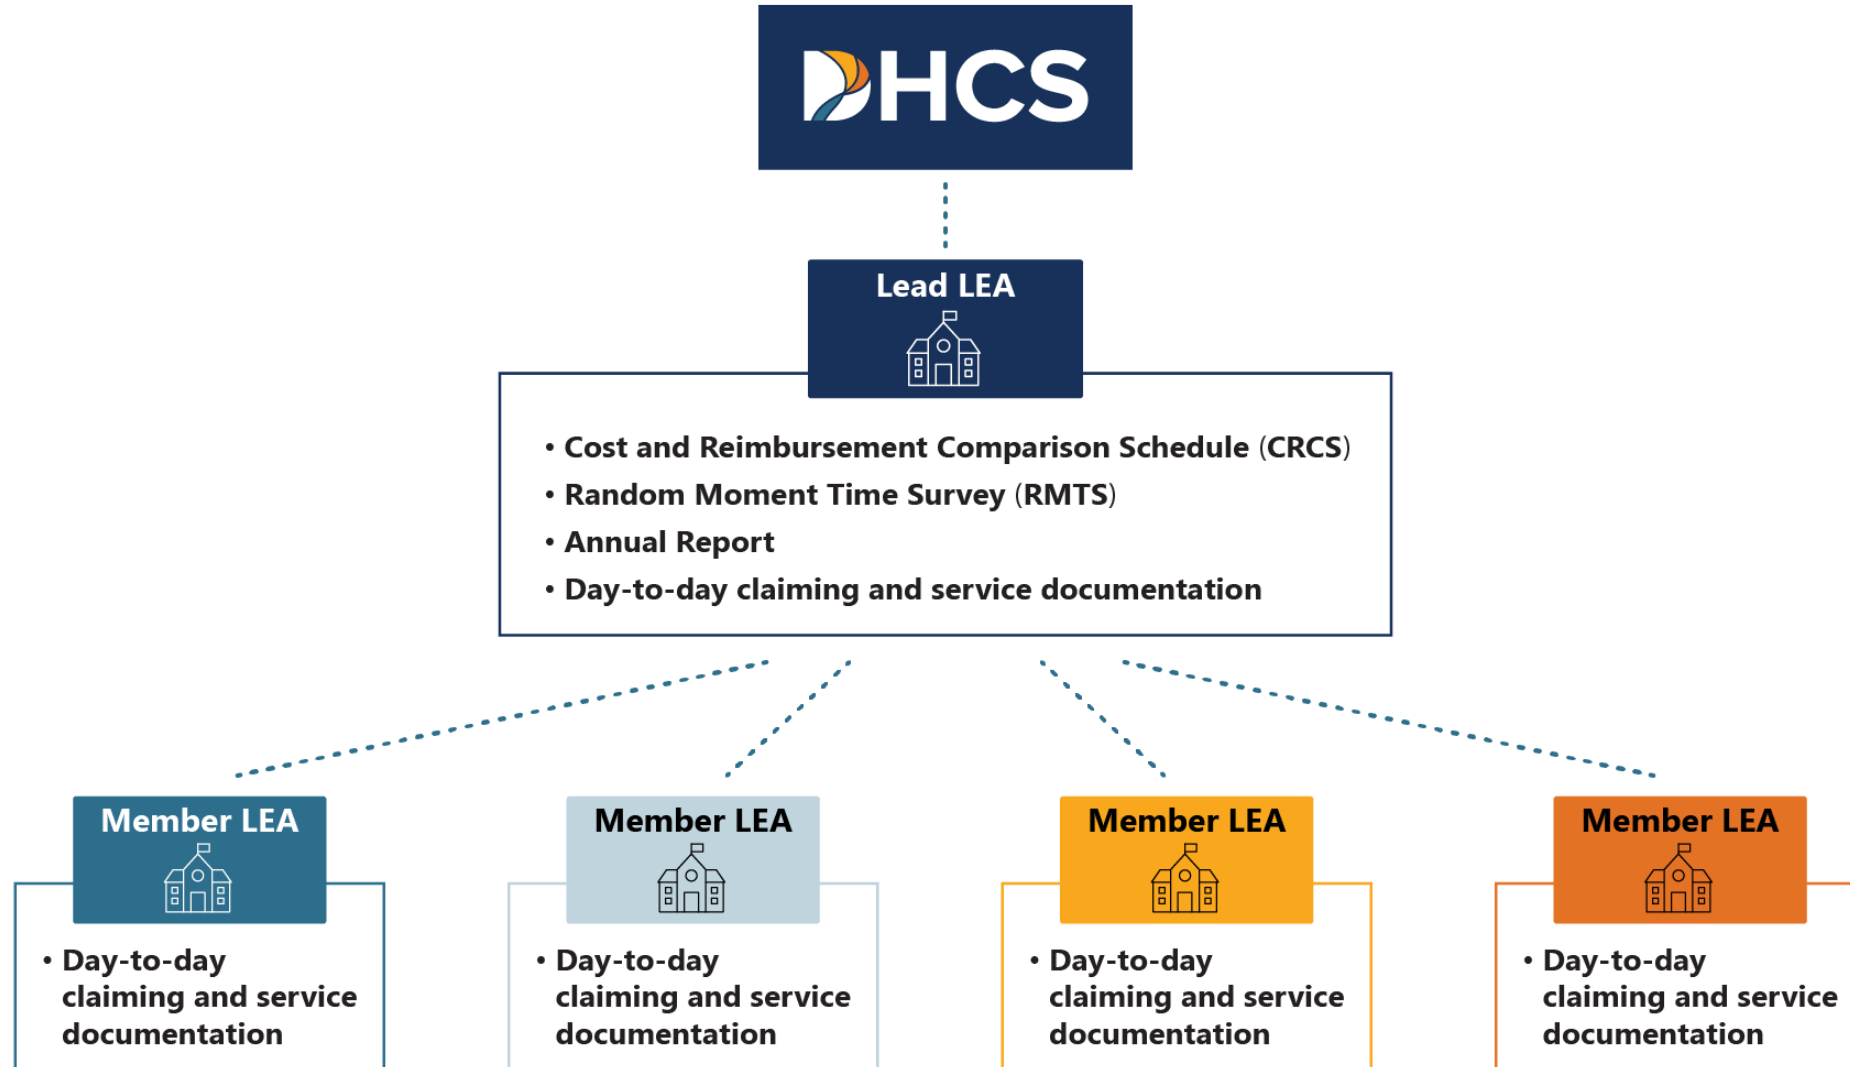 DHCS
Lead LEA
• Cost and Reimbursement Comparison Schedule (CRCS)
• Random Moment Time Survey (RMTS)
• Annual Report
• Day-to-day claiming and service documentation
Member LEA
• Day-to-day
claiming and service
documentation
Member LEA
• Day-to-day
claiming and service
documentation
Member LEA
• Day-to-day
claiming and service
documentation
Member LEA
• Day-to-day
claiming and service
documentation